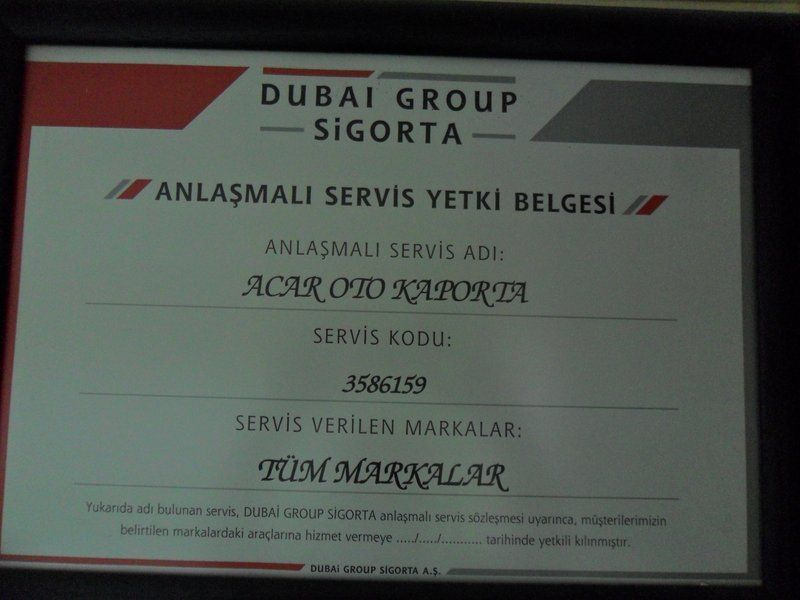 DUBAI GROUP
SiGORTA
ANLAŞMALI SERVİS YETKİ BELGESİ
ANLAŞMALI SERVİS ADI:
ACAR OTO KAPORTA
SERVİS KODU:
3586159
SERVİS VERİLEN MARKALAR:
TÜM MARKALAR
Yukarıda adı bulunan servis, DUBAİ GROUP SİGORTA anlaşmalı servis sözleşmesi uyarınca, müşterilerimizin
belirtilen markalardaki araçlarına hizmet vermeye ...../...../........... tarihinde yetkili kılınmıştır.
DUBAİ GROUP SİGORTA A.Ş.